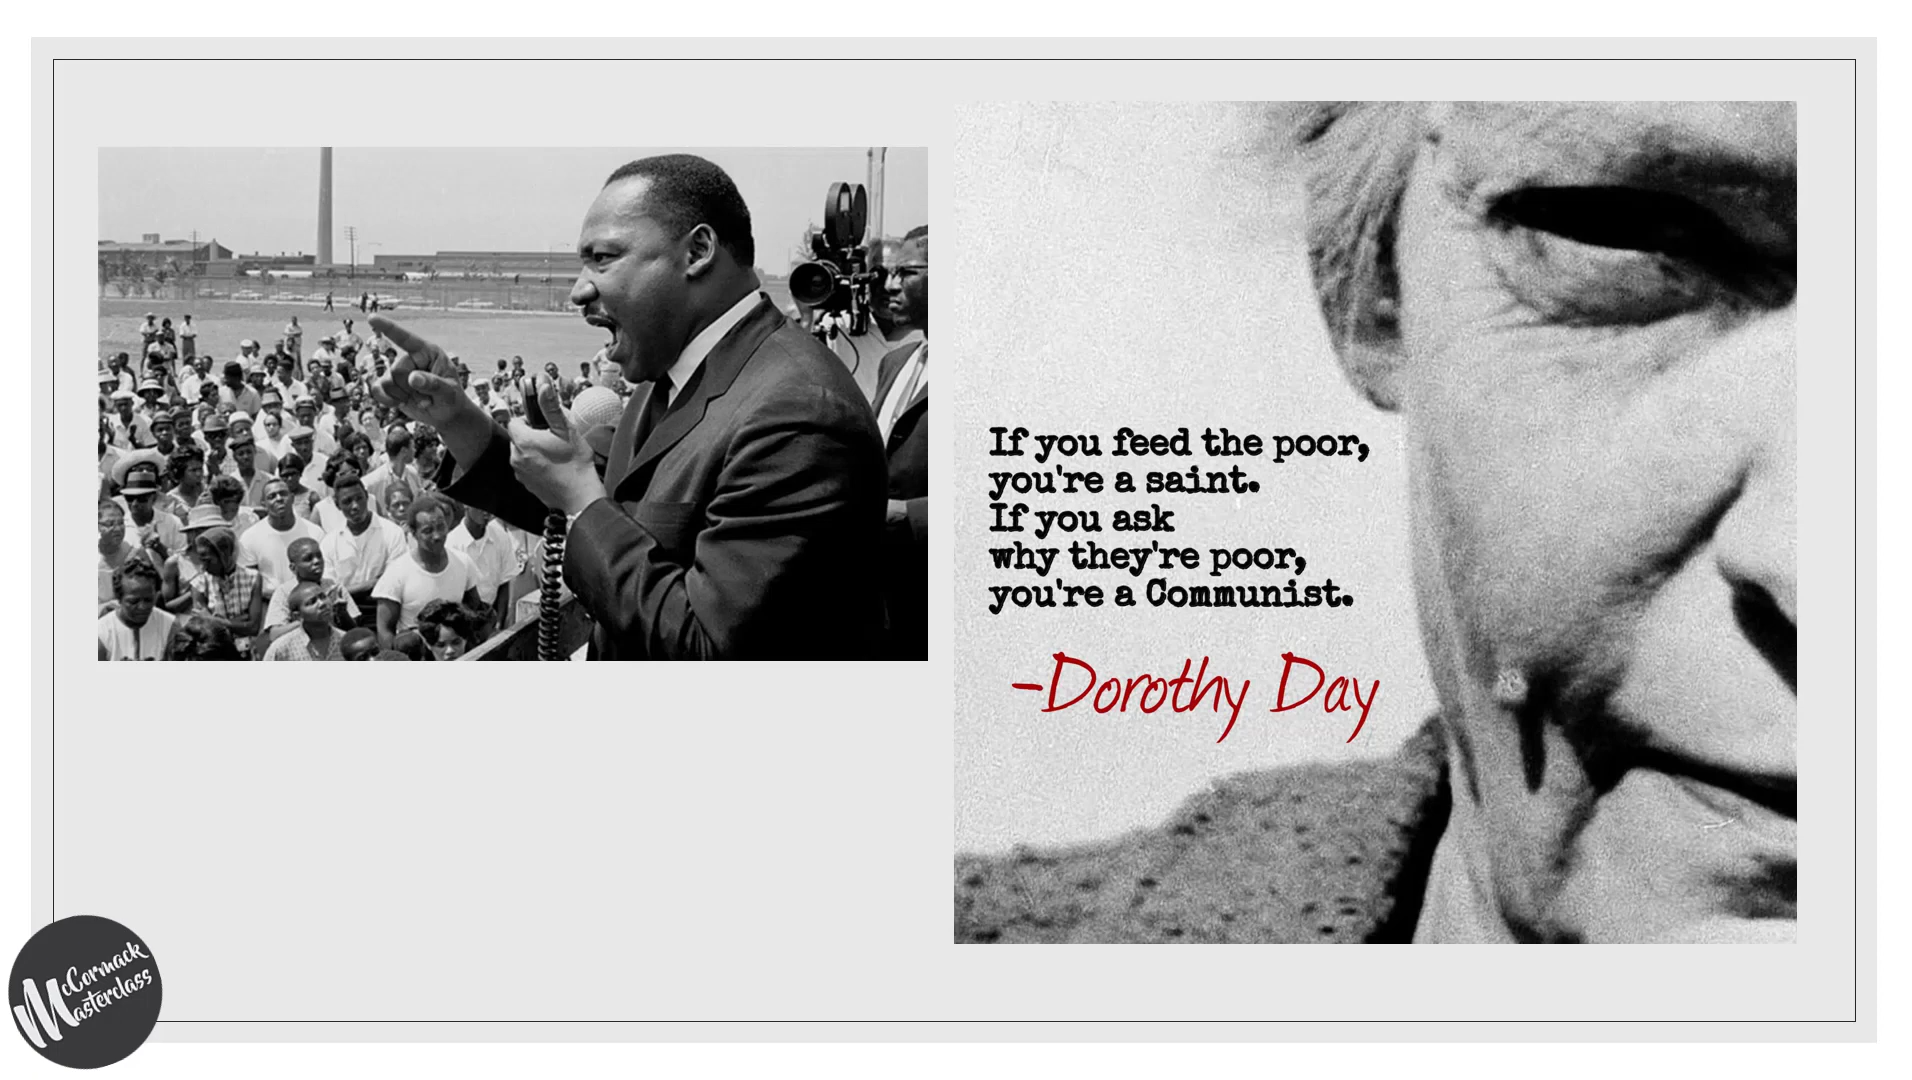 If you feed the poor,
you're a saint.
If you ask
why they're poor,
you're a Communist.
-Dorothy Day
McCormack
Masterclass